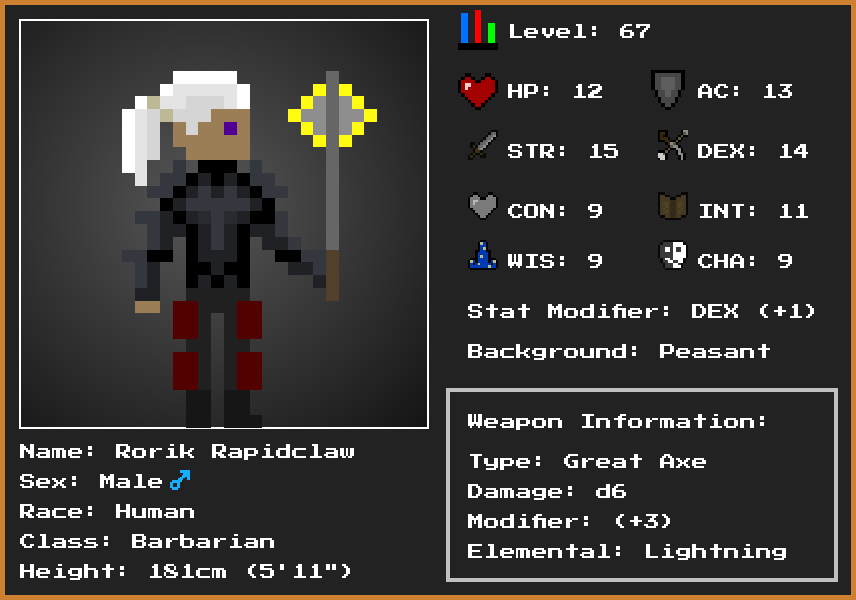 Level: 67
HP: 12
AC: 13
STR: 15
DEX: 14
CON: 9
INT: 11
WIS: 9
CHA: 9
Stat Modifier: DEX (+1)
Background: Peasant
Weapon Information:
Type: Great Axe
Damage: d6
Modifier: (+3)
Elemental: Lightning
Name: Rorik Rapidclaw
Sex: Male♂
Race: Human
Class: Barbarian
Height: 181cm (5'11")